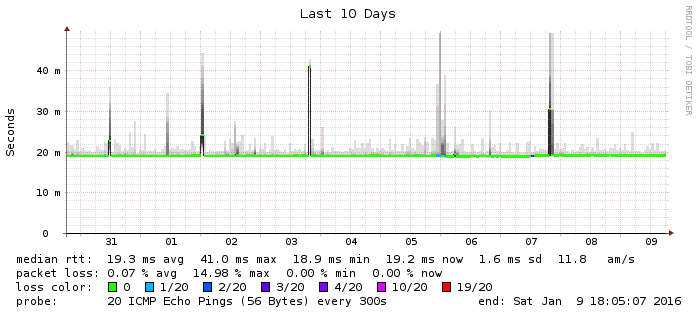 Last 10 Days
RRDTOOL / TOBI OETIKER
Seconds
40 m
30 m
20 m
10 m
0
31 01 02 03 04 05 06 07 08 09
median rtt: 19.3 ms avg 41.0 ms max 18.9 ms min 19.2 ms now 1.6 ms sd 11.8 am/s
packet loss: 0.07 % avg 14.98 % max 0.00 % min 0.00 % now
loss color: 0 1/20 2/20 3/20 4/20 10/20 19/20
probe: 20 ICMP Echo Pings (56 Bytes) every 300s end: Sat Jan 9 18:05:07 2016